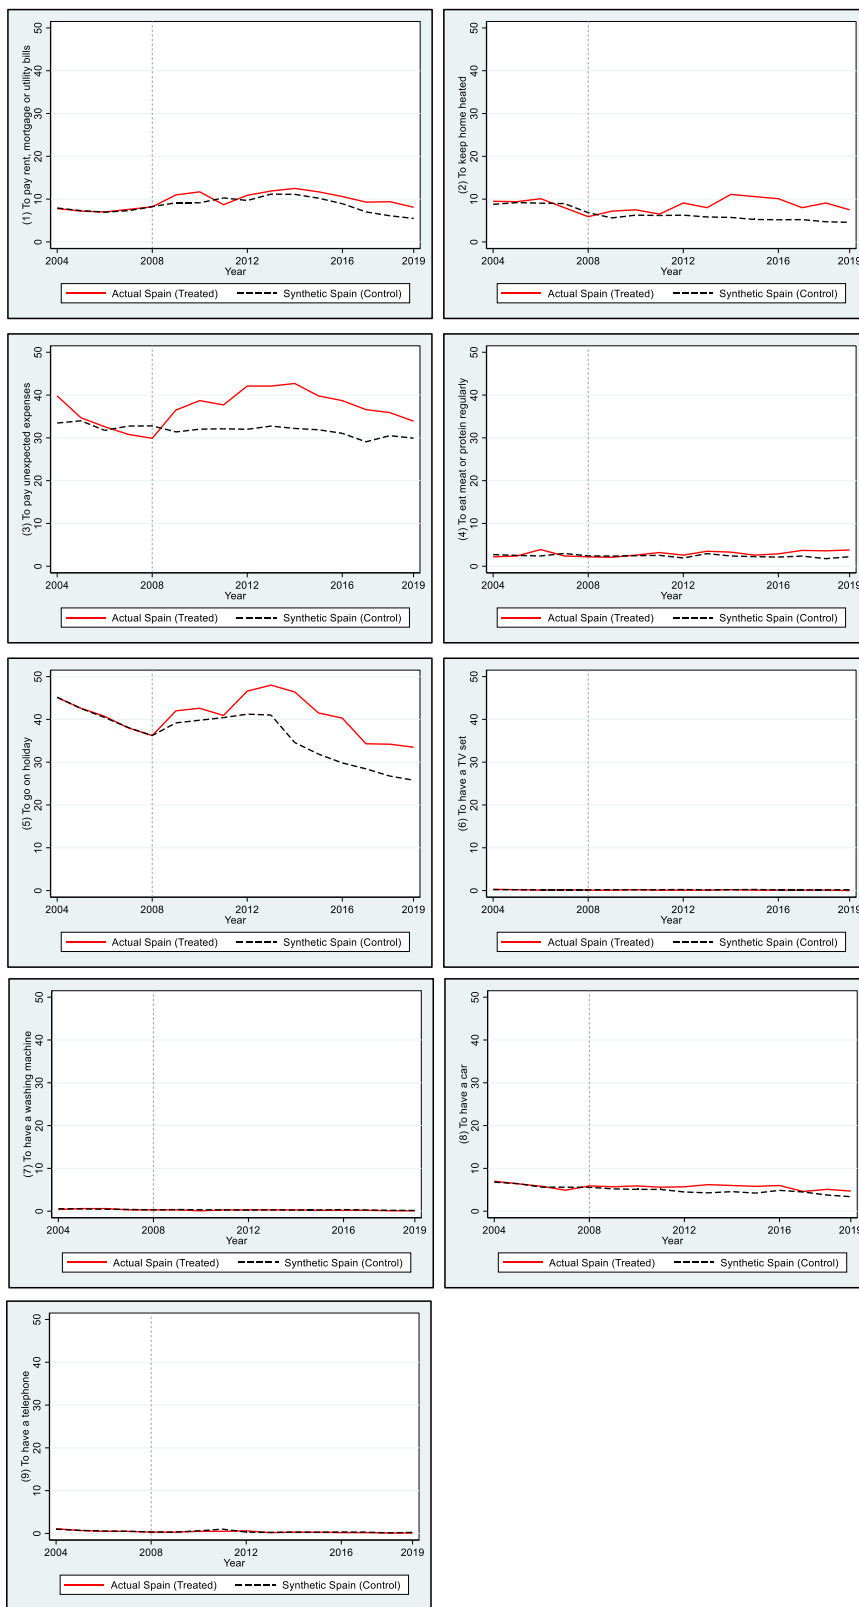 (1) To pay rent, mortgage or utility bills
50
40
30
20
10
0
2004 2008 2012 2016 2019
Year
Actual Spain (Treated) Synthetic Spain (Control)
(2) To keep home heated
50
40
30
20
10
0
2004 2008 2012 2016 2019
Year
Actual Spain (Treated) Synthetic Spain (Control)
(3) To pay unexpected expenses
50
40
30
20
10
0
2004 2008 2012 2016 2019
Year
Actual Spain (Treated) Synthetic Spain (Control)
(4) To eat meat or protein regularly
50
40
30
20
10
0
2004 2008 2012 2016 2019
Year
Actual Spain (Treated) Synthetic Spain (Control)
(5) To go on holiday
50
40
30
20
10
0
2004 2008 2012 2016 2019
Year
Actual Spain (Treated) Synthetic Spain (Control)
(6) To have a TV set
50
40
30
20
10
0
2004 2008 2012 2016 2019
Year
Actual Spain (Treated) Synthetic Spain (Control)
(7) To have a washing machine
50
40
30
20
10
0
2004 2008 2012 2016 2019
Year
Actual Spain (Treated) Synthetic Spain (Control)
(8) To have a car
50
40
30
20
10
0
2004 2008 2012 2016 2019
Year
Actual Spain (Treated) Synthetic Spain (Control)
(9) To have a telephone
50
40
30
20
10
0
2004 2008 2012 2016 2019
Year
Actual Spain (Treated) Synthetic Spain (Control)